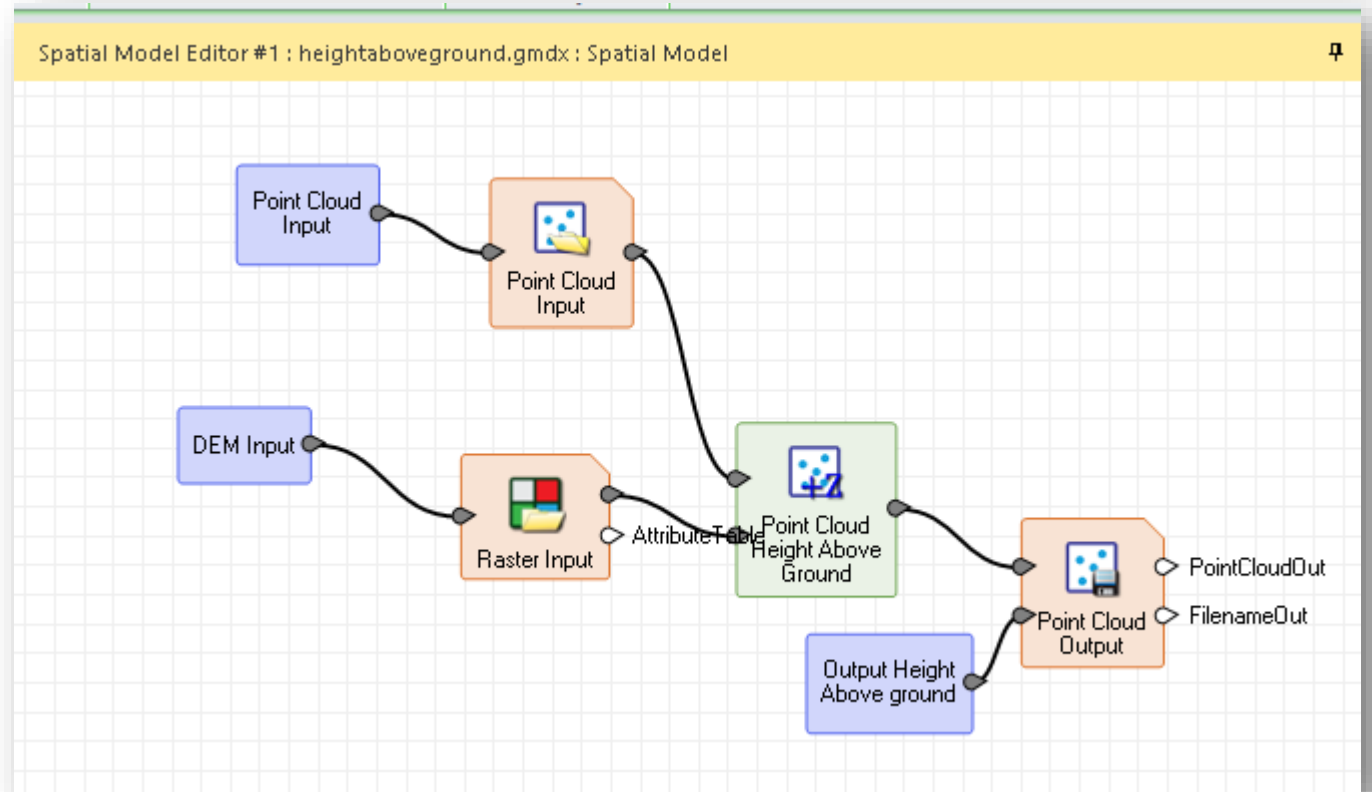 Spatial Model Editor #1 : heightaboveground.gmdx : Spatial Model
Point Cloud
Input
Point Cloud
Input
DEM Input
Raster Input
AttributeTable
+Z
Point Cloud
Height Above
Ground
Point Cloud
Output
PointCloudOut
FilenameOut
Output Height
Above ground